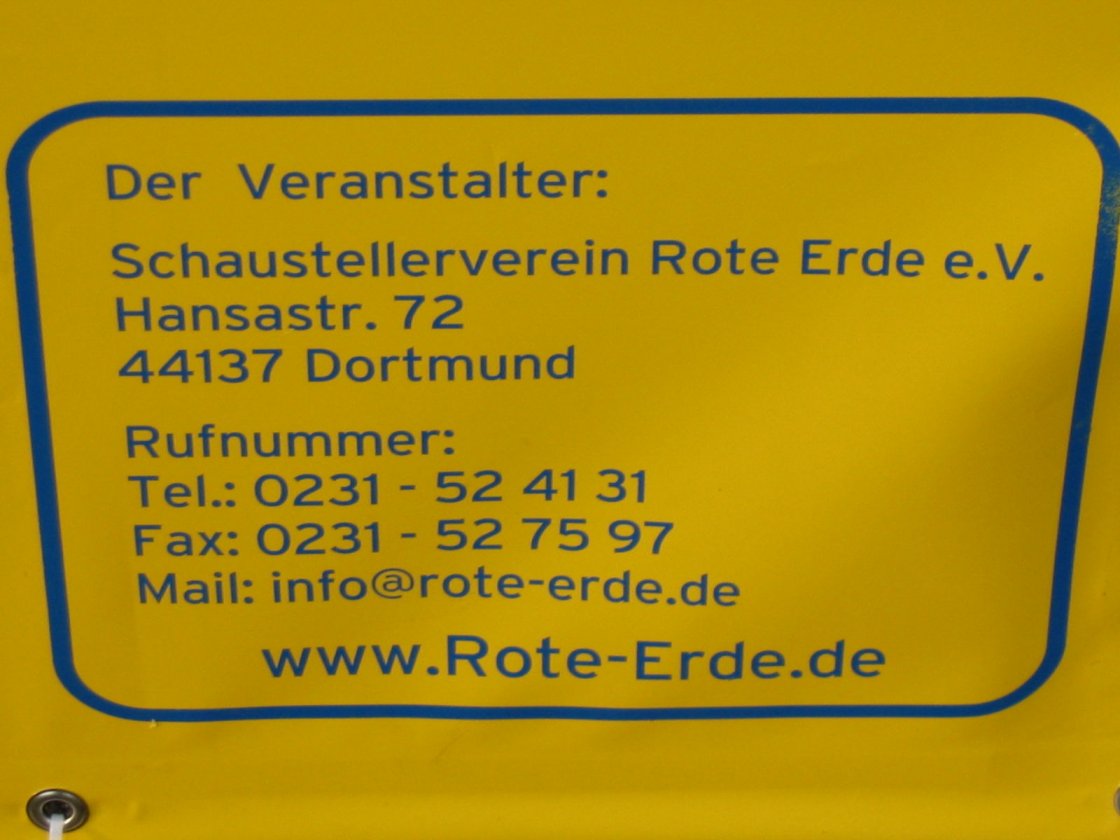 Der Veranstalter:
Schaustellerverein Rote Erde e.V.
Hansastr. 72
44137 Dortmund
Rufnummer:
Tel.: 0231 - 52 41 31
Fax: 0231 - 52 75 97
Mail: info@rote-erde.de
www.Rote-Erde.de